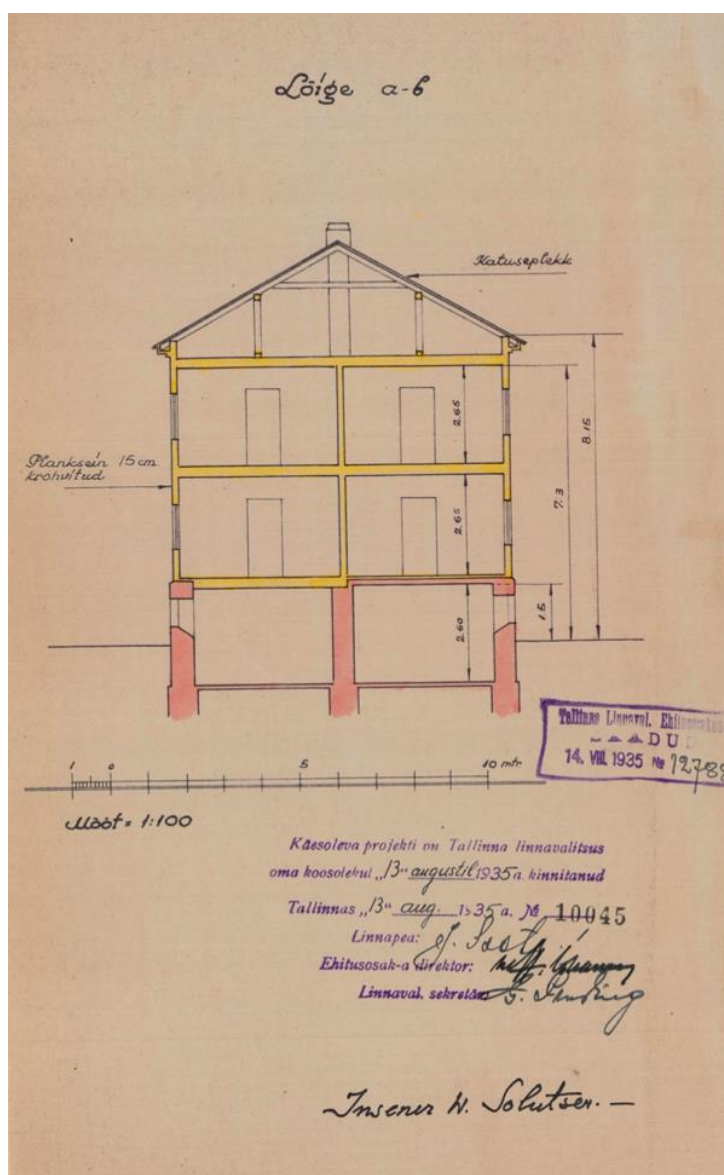 Lõige a-b
Katuseplekk
Planksein 15 cm
krohvitud
2.65
8.15
7.3
2.65
1.5
2.60
Tallinna Linnaval.
14. VIII. 1935 №
1 0 5 10 mtr.
Mõõt = 1:100
Käesoleva projekti on Tallinna linnavalitsus
oma koosolekul „13“ augustil 1935 a. kinnitanud
Tallinnas „13“ aug. 1935 a. № 10045
Linnapea:
Ehitusosak-a direktor:
Linnaval. sekretär:
Insener